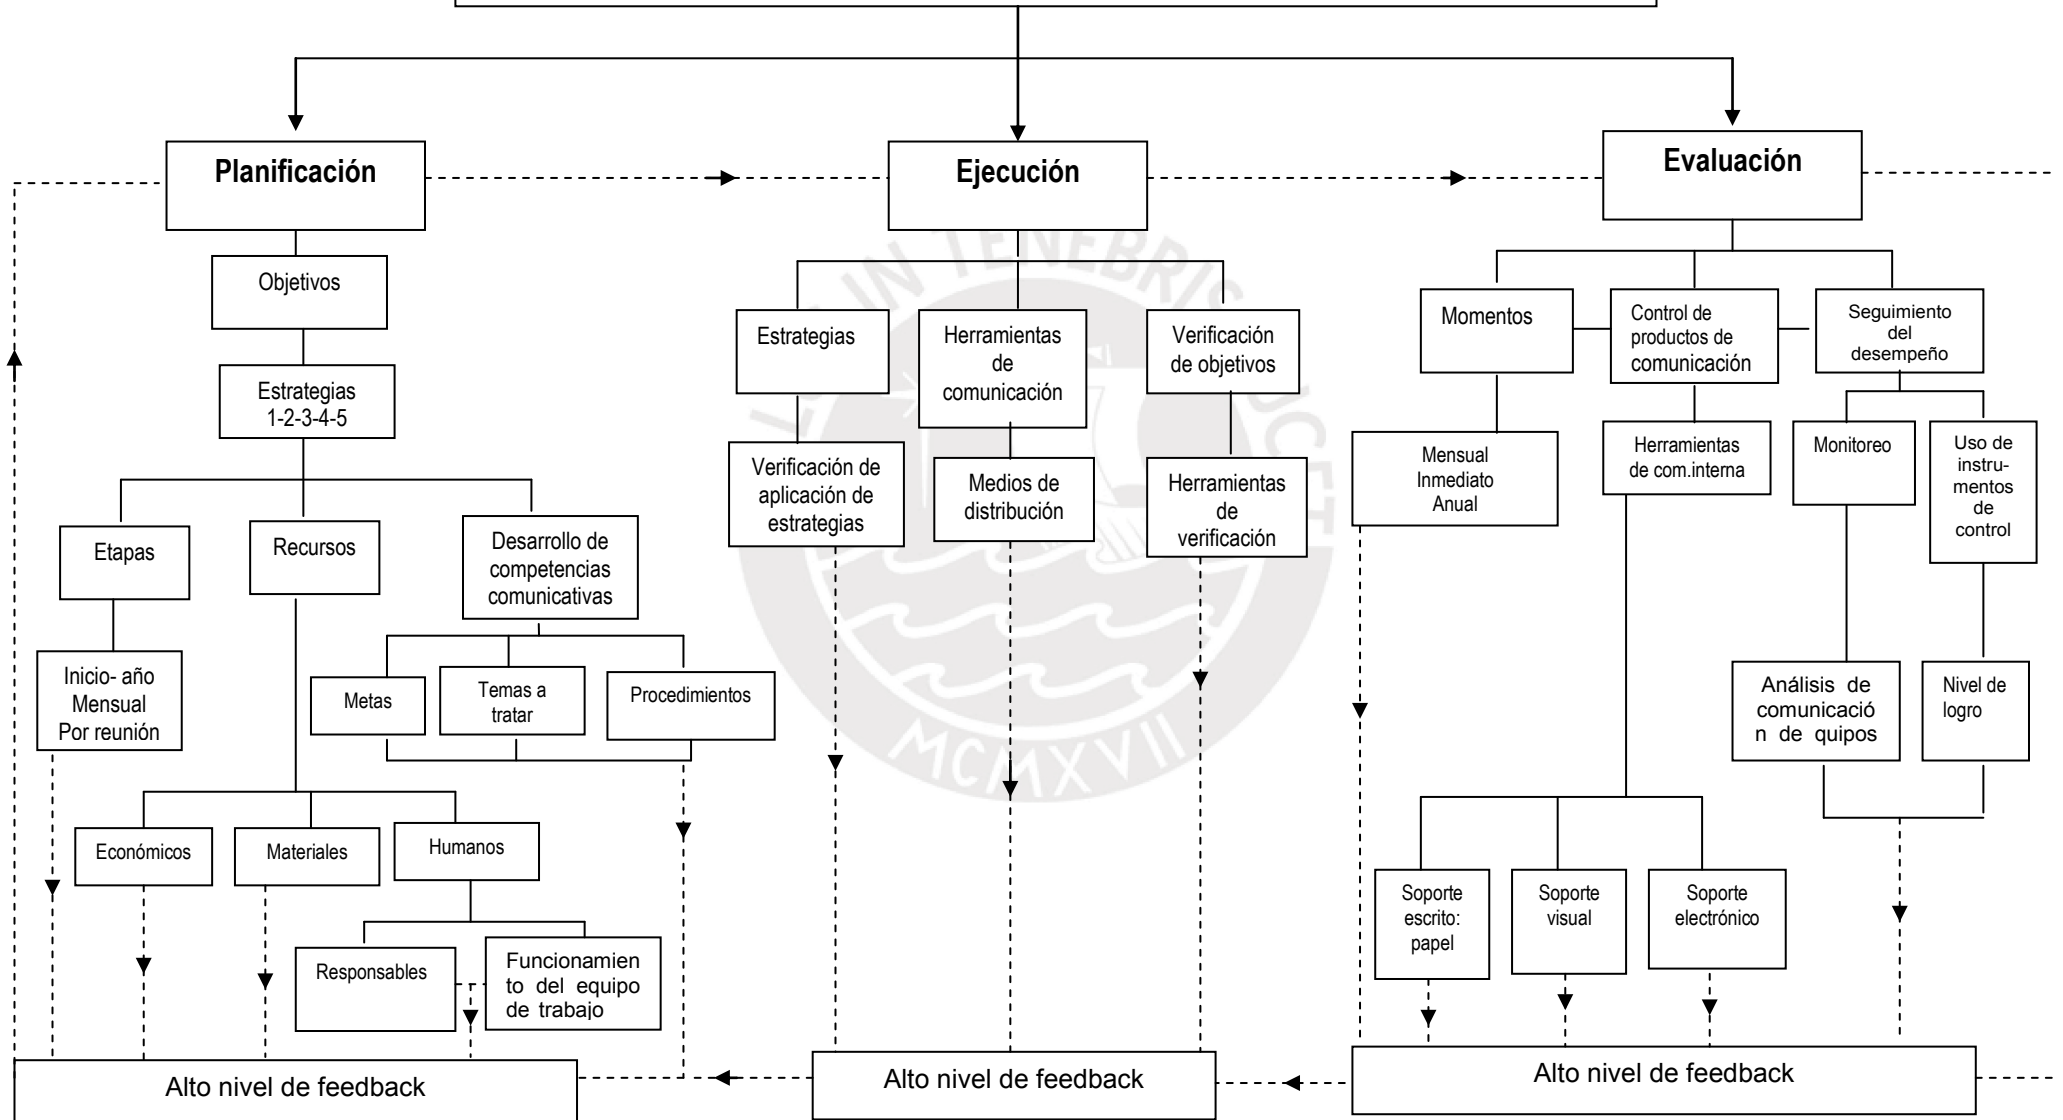 Planificación
Ejecución
Evaluación
Objetivos
Estrategias
1-2-3-4-5
Etapas
Recursos
Desarrollo de
competencias
comunicativas
Inicio- año
Mensual
Por reunión
Metas
Temas a
tratar
Procedimientos
Económicos
Materiales
Humanos
Responsables
Funcionamien
to del equipo
de trabajo
Alto nivel de feedback
Estrategias
Herramientas
de
comunicación
Verificación
de objetivos
Verificación de
aplicación de
estrategias
Medios de
distribución
Herramientas
de
verificación
Alto nivel de feedback
Momentos
Control de
productos de
comunicación
Seguimiento
del
desempeño
Mensual
Inmediato
Anual
Herramientas
de com.interna
Monitoreo
Uso de
instru-
mentos
de
control
Análisis de
comunicació
n de quipos
Nivel de
logro
Soporte
escrito:
papel
Soporte
visual
Soporte
electrónico
Alto nivel de feedback
IN TENEBRIS
MCMXVII